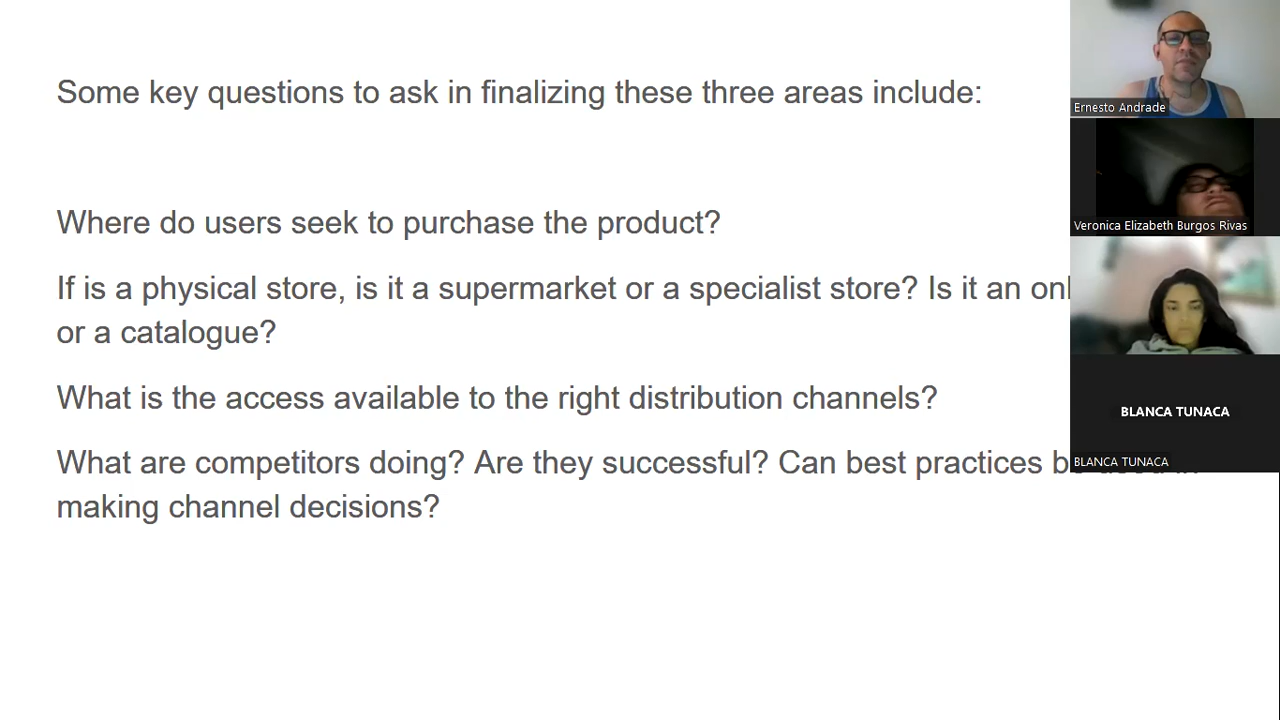 Some key questions to ask in finalizing these three areas include:
Where do users seek to purchase the product?
If is a physical store, is it a supermarket or a specialist store? Is it an
or a catalogue?
What is the access available to the right distribution channels?
What are competitors doing? Are they successful? Can best practices
making channel decisions?
Ernesto Andrade
Veronica Elizabeth Burgos Rivas
BLANCA TUNACA
BLANCA TUNACA